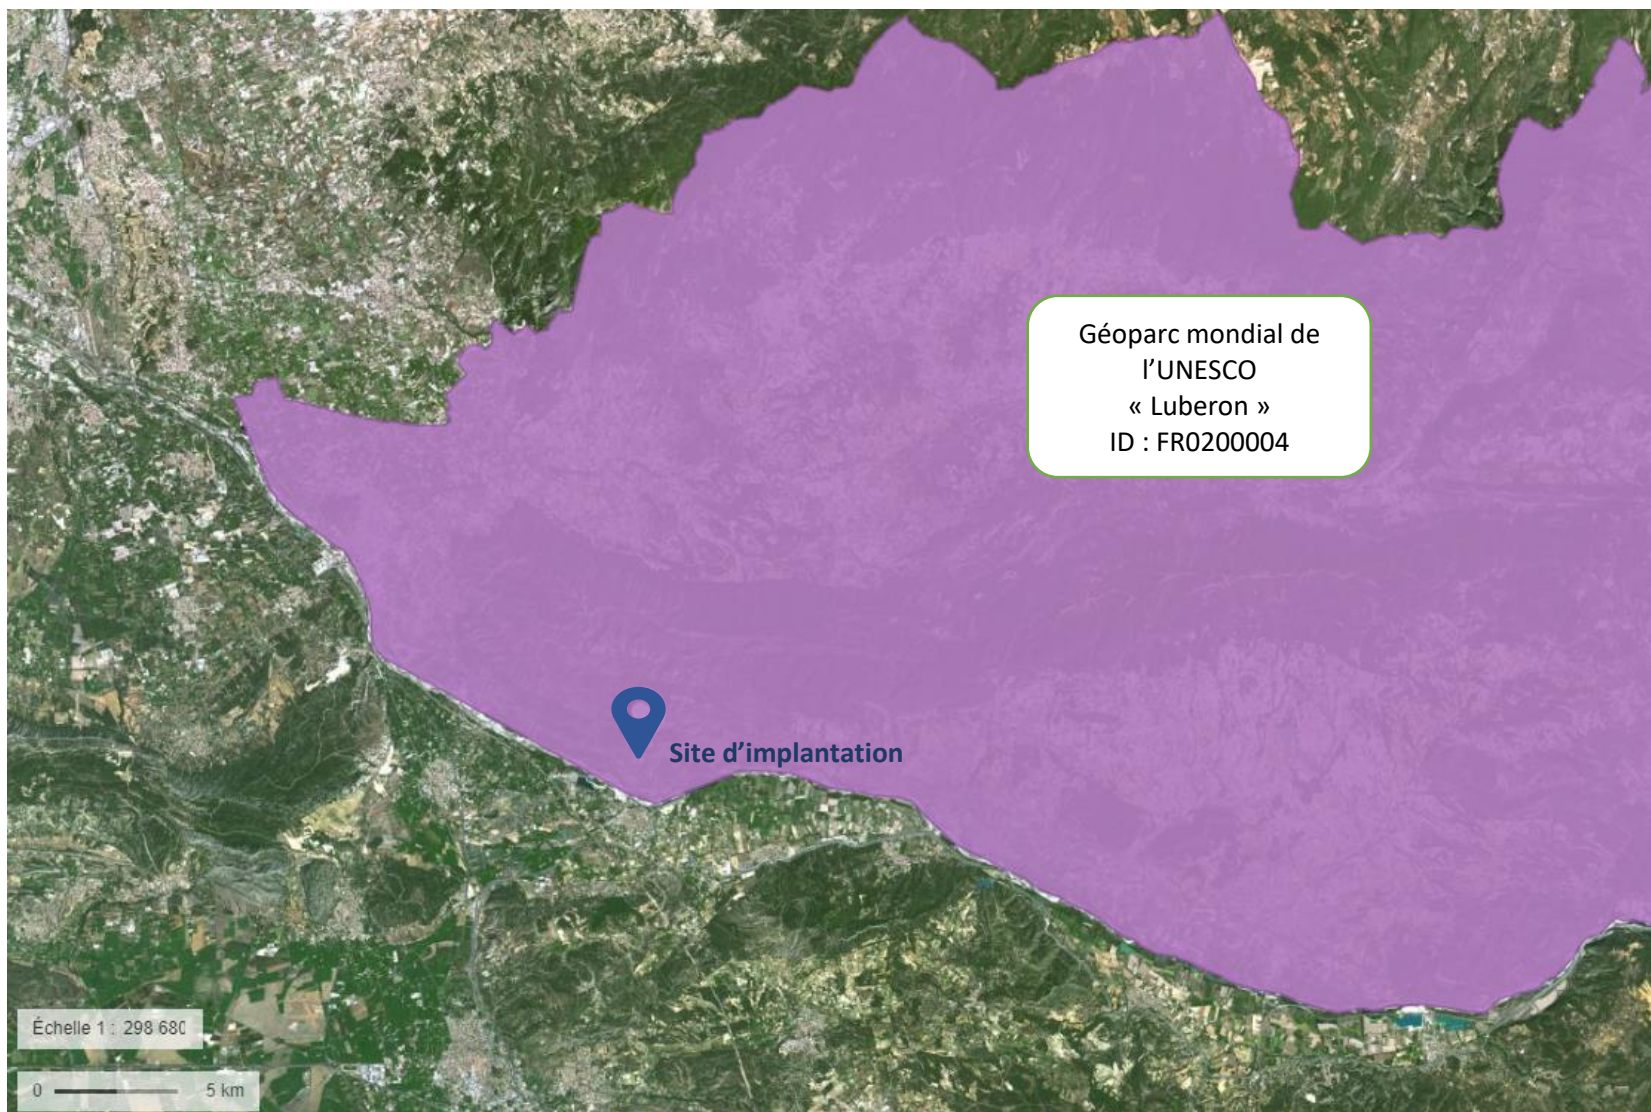 Géoparc mondial de
l’UNESCO
« Luberon »
ID : FR0200004
Site d’implantation
Échelle 1 : 298 680
0 5 km